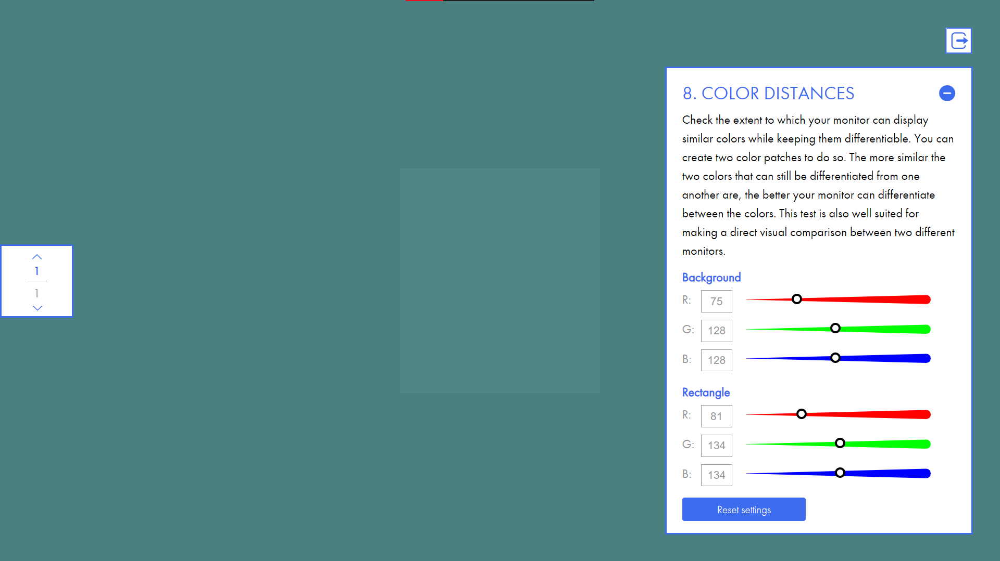 8. COLOR DISTANCES
Check the extent to which your monitor can display
similar colors while keeping them differentiable. You can
create two color patches to do so. The more similar the
two colors that can still be differentiated from one
another are, the better your monitor can differentiate
between the colors. This test is also well suited for
making a direct visual comparison between two different
monitors.
1
1
Background
R: 75
G: 128
B: 128
Rectangle
R: 81
G: 134
B: 134
Reset settings